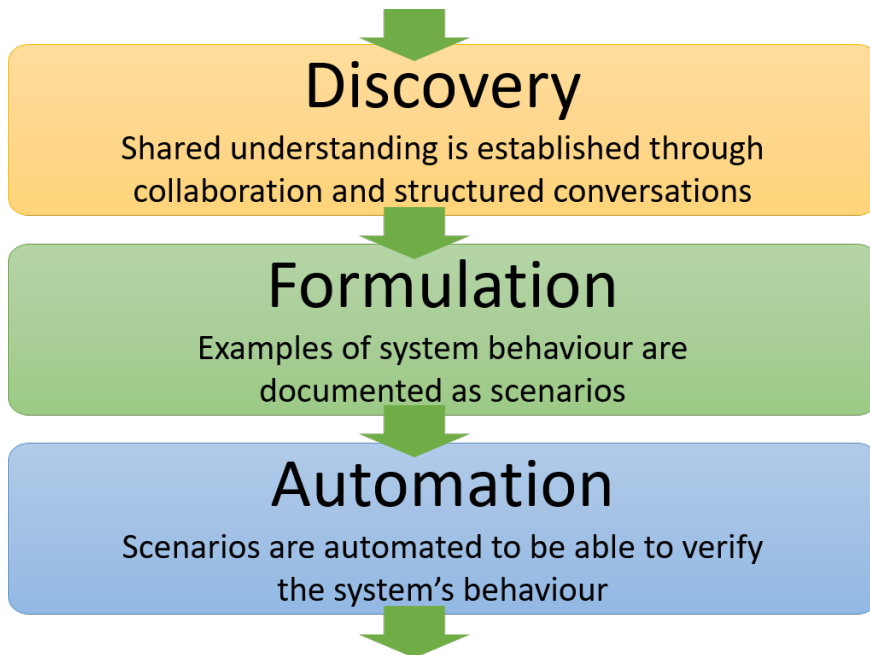 Discovery
Shared understanding is established through
collaboration and structured conversations
Formulation
Examples of system behaviour are
documented as scenarios
Automation
Scenarios are automated to be able to verify
the system’s behaviour